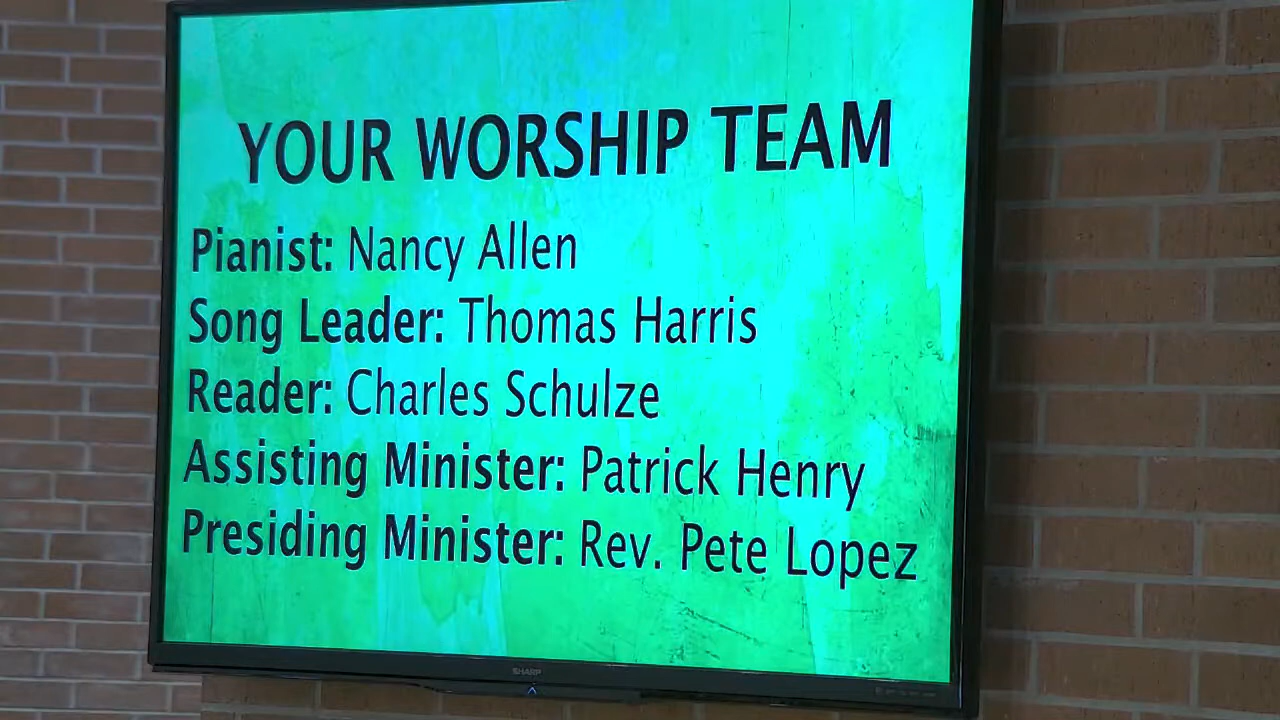 YOUR WORSHIP TEAM
Pianist: Nancy Allen
Song Leader: Thomas Harris
Reader: Charles Schulze
Assisting Minister: Patrick Henry
Presiding Minister: Rev. Pete Lopez
SHARP